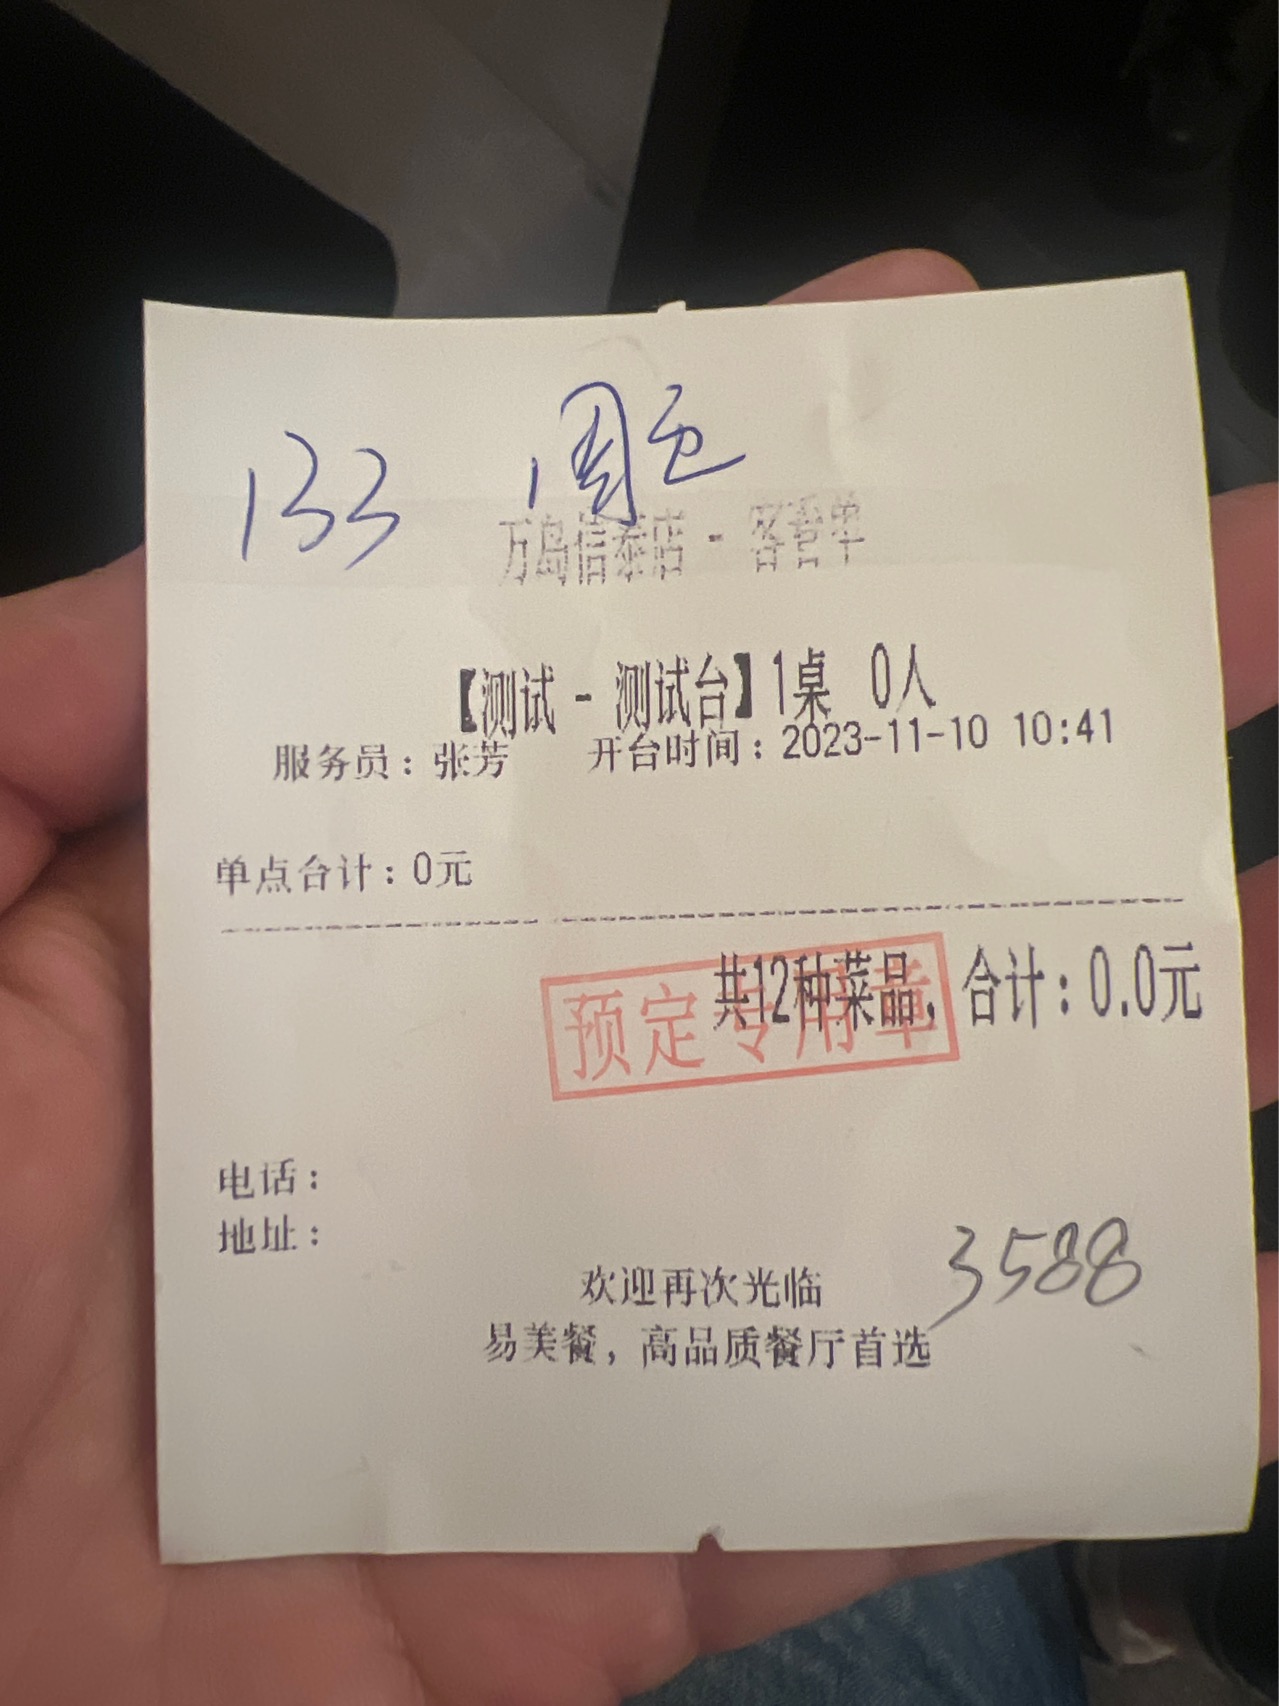 133
周五
万岛信泰店 - 客看单
【测试 - 测试台】1桌 0人
服务员：张芳 开台时间：2023-11-10 10:41
单点合计：0元
共12种菜品，合计：0.0元
预定专用章
电话：
地址：
3588
欢迎再次光临
易美餐，高品质餐厅首选